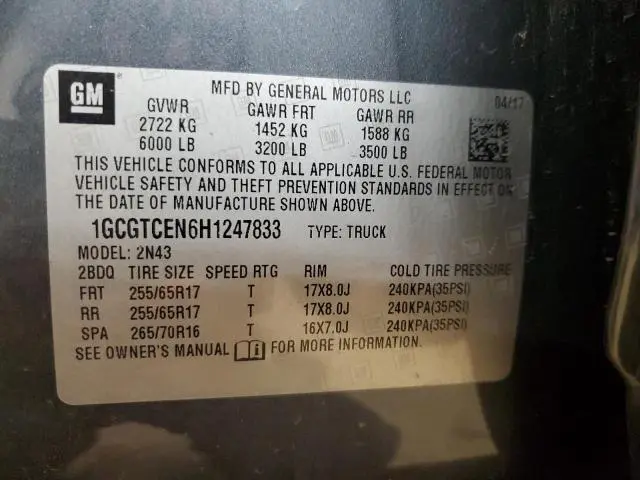 GM
MFD BY GENERAL MOTORS LLC
04/17
GVWR GAWR FRT GAWR RR
2722 KG 1452 KG 1588 KG
6000 LB 3200 LB 3500 LB
THIS VEHICLE CONFORMS TO ALL APPLICABLE U.S. FEDERAL MOTOR
VEHICLE SAFETY AND THEFT PREVENTION STANDARDS IN EFFECT ON
THE DATE OF MANUFACTURE SHOWN ABOVE.
1GCGTCEN6H1247833 TYPE: TRUCK
MODEL: 2N43
2BDQ TIRE SIZE SPEED RTG RIM COLD TIRE PRESSURE
FRT 255/65R17 T 17X8.0J 240KPA(35PSI)
RR 255/65R17 T 17X8.0J 240KPA(35PSI)
SPA 265/70R16 T 16X7.0J 240KPA(35PSI)
SEE OWNER'S MANUAL i FOR MORE INFORMATION.